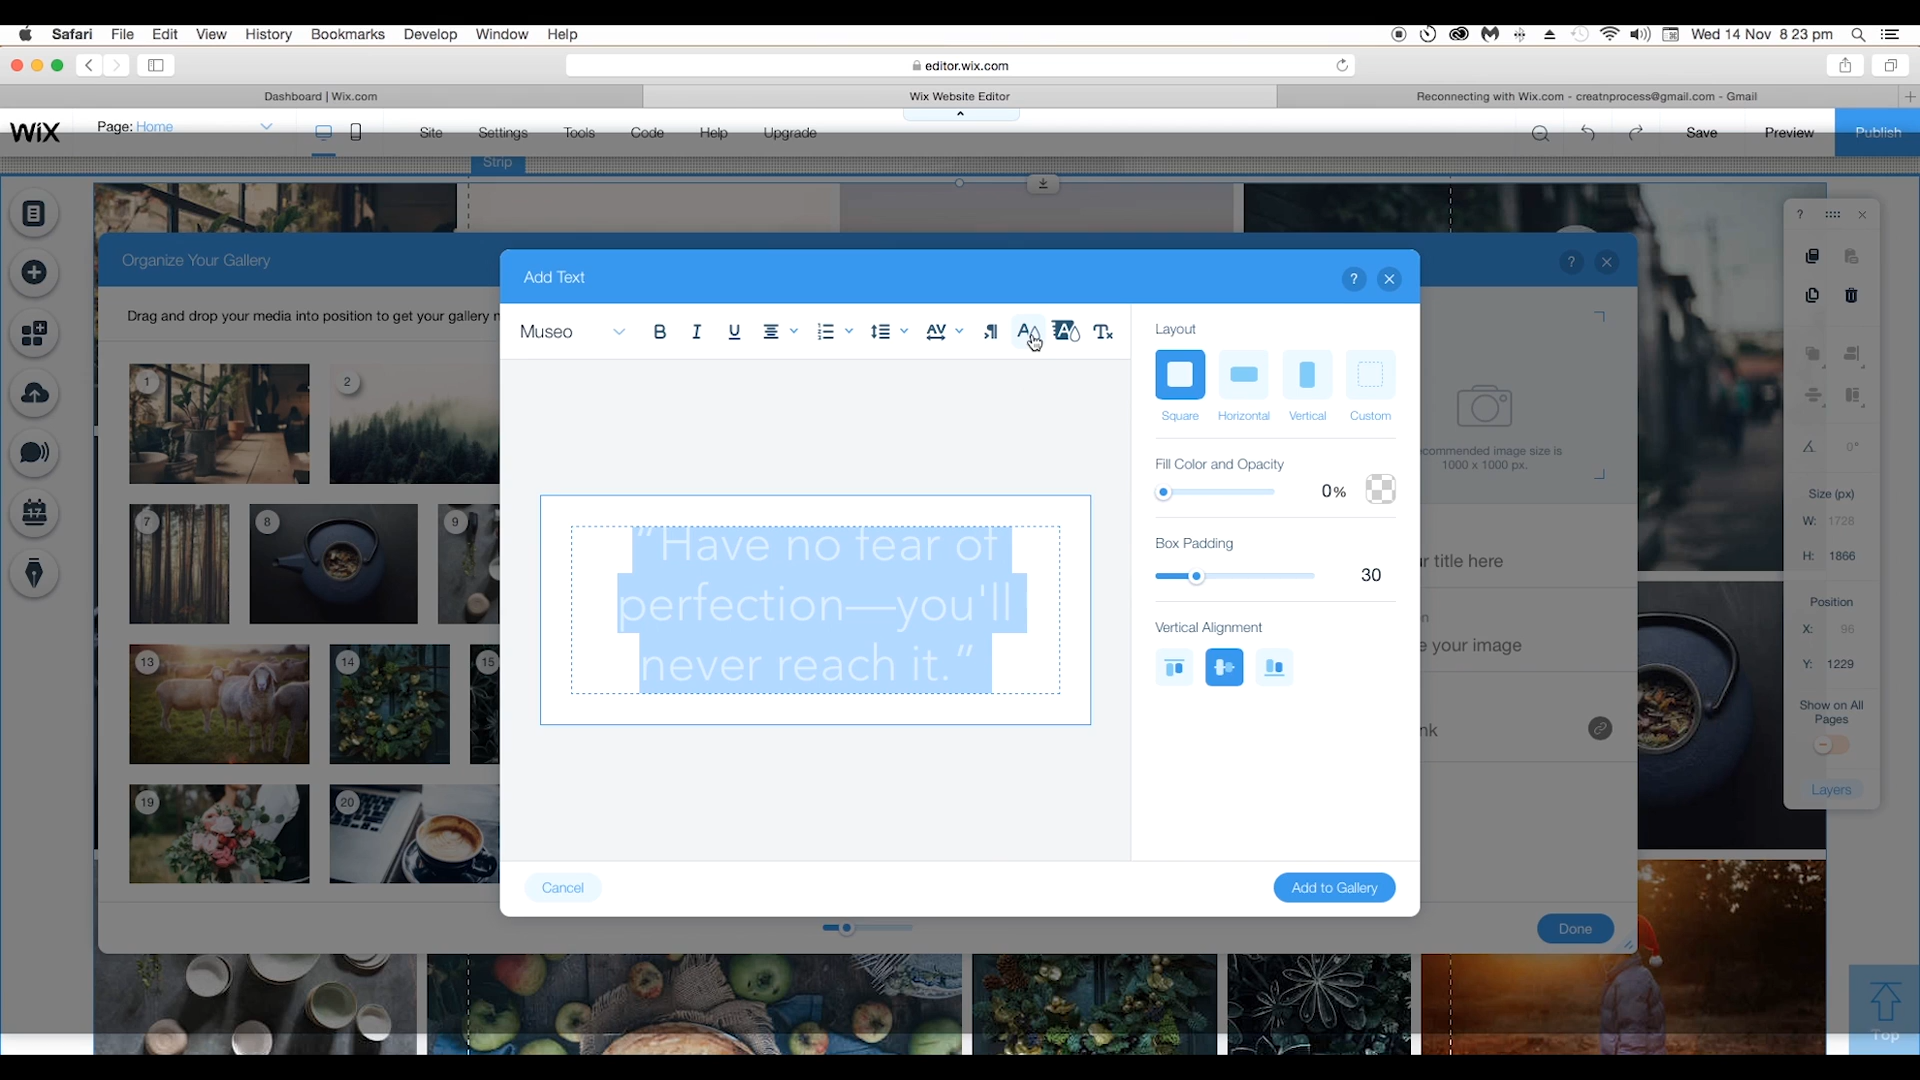 Safari File Edit View History Bookmarks Develop Window Help
Wed 14 Nov 8 23 pm
editor.wix.com
Dashboard | Wix.com
Wix Website Editor
Reconnecting with Wix.com - creatnprocess@gmail.com - Gmail
WiX
Page: Home
Site Settings Tools Code Help Upgrade
Save Preview Publish
Strip
Organize Your Gallery
Drag and drop your media into position to get your gallery
1
2
7
8
9
13
14
15
19
20
17
Add Text
Museo
"Have no fear of
perfection—you'll
never reach it."
Layout
Square Horizontal Vertical Custom
Fill Color and Opacity
0%
Box Padding
30
Vertical Alignment
Cancel
Add to Gallery
commended image size is
1000 x 1000 px.
title here
your image
Done
0°
Size (px)
W: 1728
H: 1866
Position
X: 96
Y: 1229
Show on All
Pages
Layers
Top